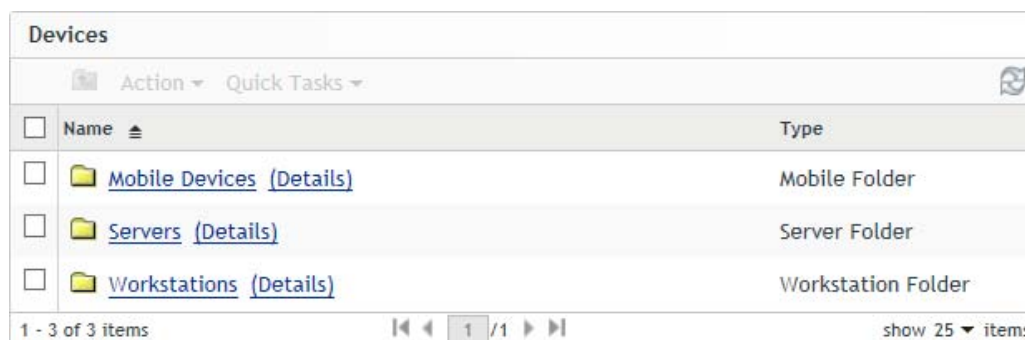 Devices
Action Quick Tasks
Name Type
Mobile Devices (Details) Mobile Folder
Servers (Details) Server Folder
Workstations (Details) Workstation Folder
1 - 3 of 3 items 1 /1 show 25 items